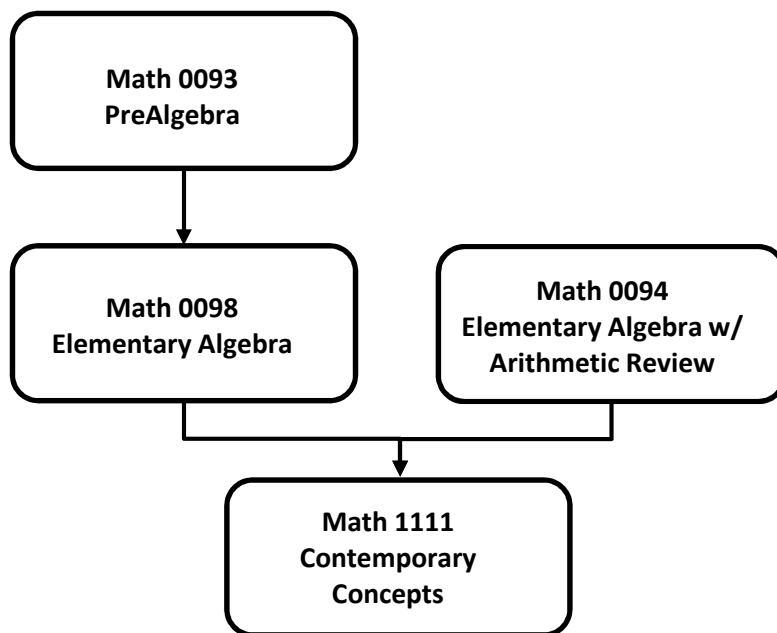 Math 0093
PreAlgebra
Math 0098
Elementary Algebra
Math 0094
Elementary Algebra w/
Arithmetic Review
Math 1111
Contemporary
Concepts